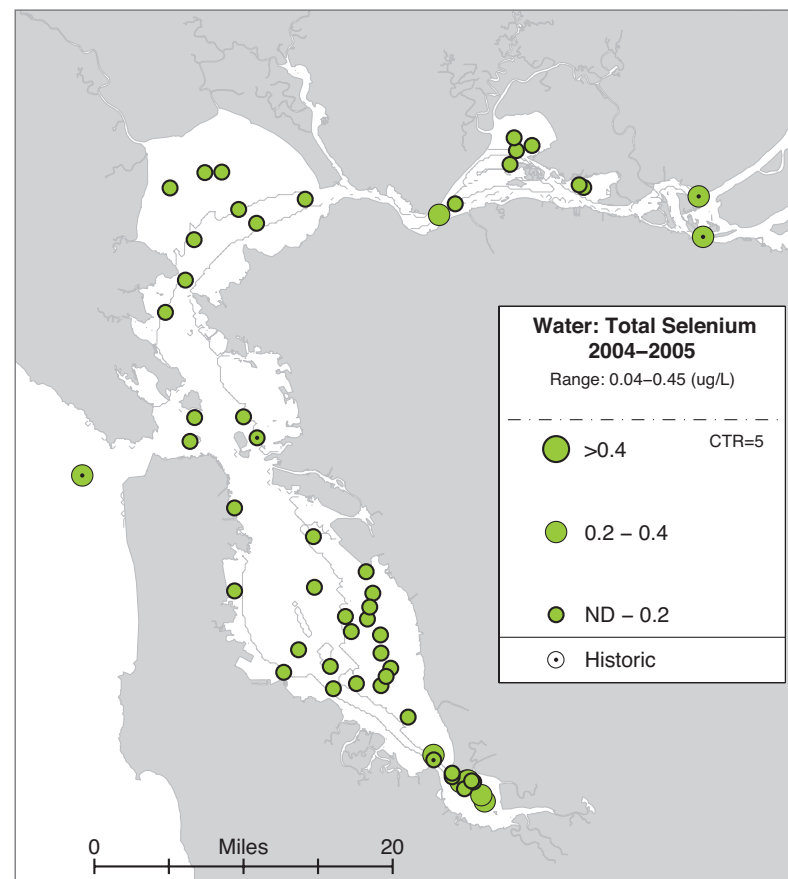 Water: Total Selenium
2004–2005
Range: 0.04–0.45 (ug/L)
CTR=5
>0.4
0.2 – 0.4
ND – 0.2
Historic
0 Miles 20